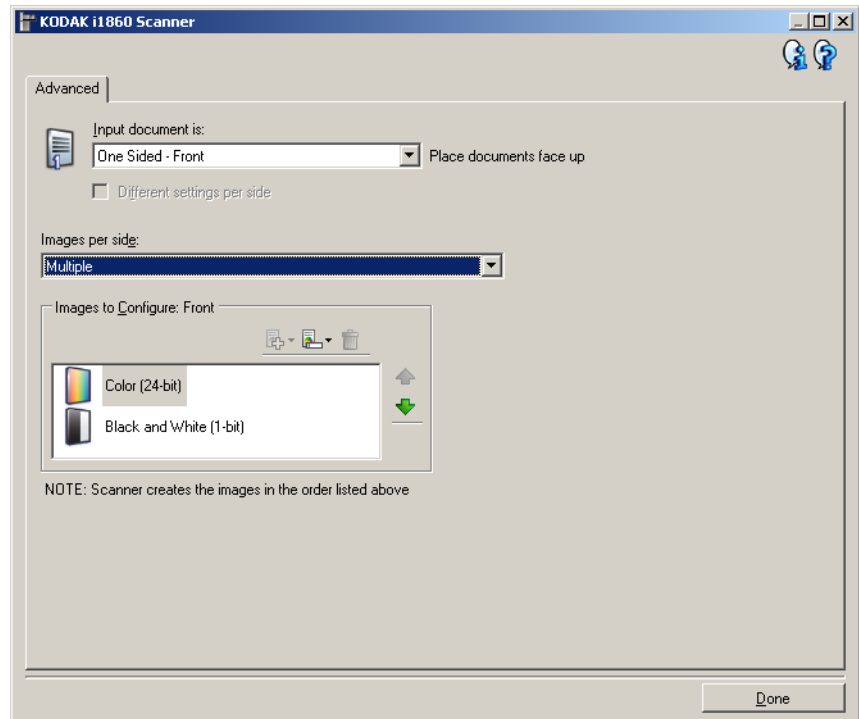 KODAK i1860 Scanner
Advanced
Input document is:
One Sided - Front
Place documents face up
Different settings per side
Images per side:
Multiple
Images to Configure: Front
Color (24-bit)
Black and White (1-bit)
NOTE: Scanner creates the images in the order listed above
Done